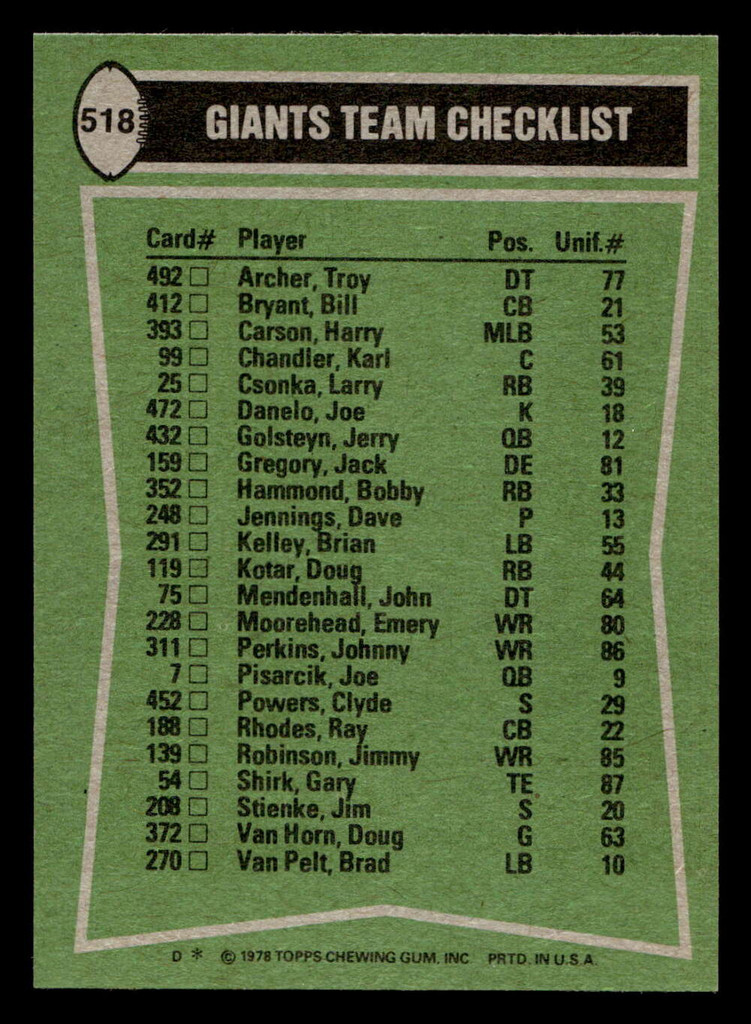 518 GIANTS TEAM CHECKLIST
Card# Player Pos. Unif.#
492 Archer, Troy DT 77
412 Bryant, Bill CB 21
393 Carson, Harry MLB 53
99 Chandler, Karl C 61
25 Csonka, Larry RB 39
472 Danelo, Joe K 18
432 Golsteyn, Jerry QB 12
159 Gregory, Jack DE 81
352 Hammond, Bobby RB 33
248 Jennings, Dave P 13
291 Kelley, Brian LB 55
119 Kotar, Doug RB 44
75 Mendenhall, John DT 64
228 Moorehead, Emery WR 80
311 Perkins, Johnny WR 86
7 Pisarcik, Joe QB 9
452 Powers, Clyde S 29
188 Rhodes, Ray CB 22
139 Robinson, Jimmy WR 85
54 Shirk, Gary TE 87
208 Stienke, Jim S 20
372 Van Horn, Doug G 63
270 Van Pelt, Brad LB 10
D * © 1978 TOPPS CHEWING GUM, INC. PRTD. IN U.S.A.